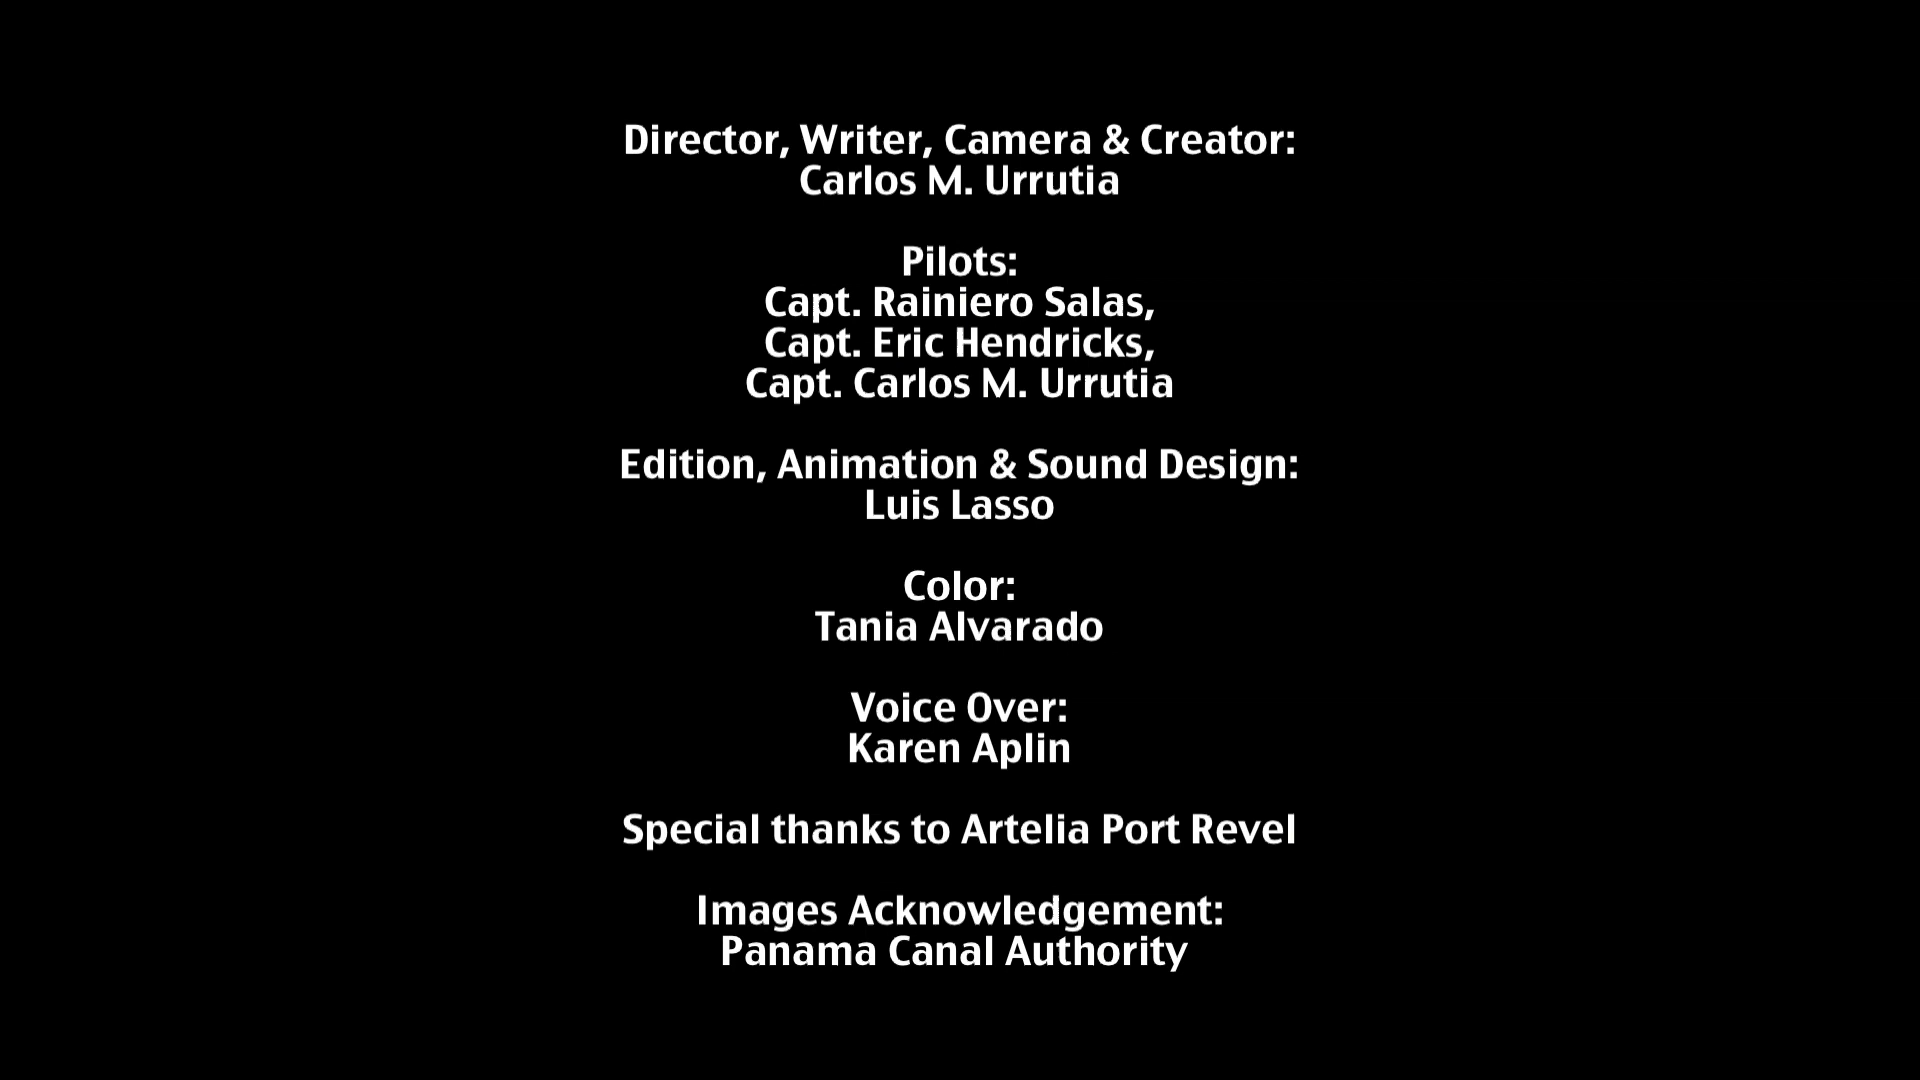 Director, Writer, Camera & Creator:
Carlos M. Urrutia
Pilots:
Capt. Rainiero Salas,
Capt. Eric Hendricks,
Capt. Carlos M. Urrutia
Edition, Animation & Sound Design:
Luis Lasso
Color:
Tania Alvarado
Voice Over:
Karen Aplin
Special thanks to Artelia Port Revel
Images Acknowledgement:
Panama Canal Authority